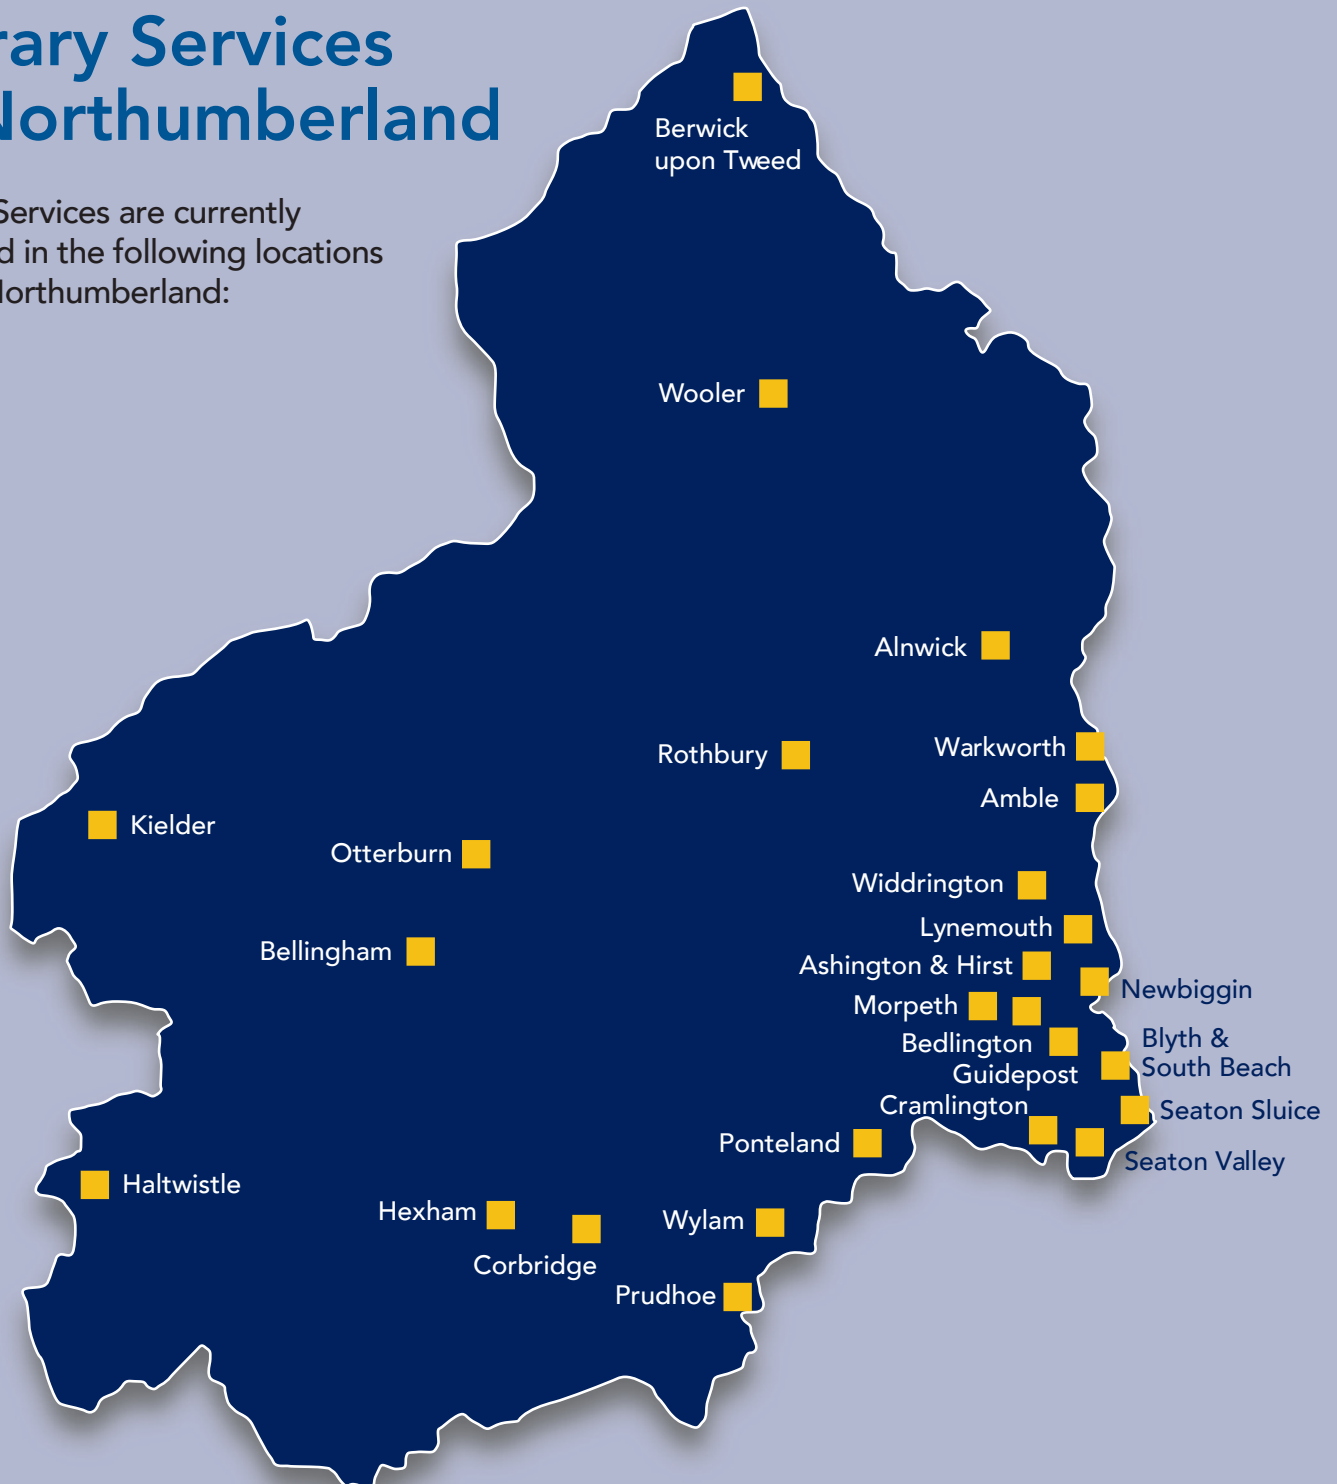 rary Services
Northumberland
Services are currently
d in the following locations
Northumberland:
Berwick
upon Tweed
Wooler
Alnwick
Rothbury
Warkworth
Amble
Kielder
Otterburn
Widdrington
Lynemouth
Bellingham
Ashington & Hirst
Newbiggin
Morpeth
Bedlington
Blyth &
South Beach
Guidepost
Cramlington
Seaton Sluice
Ponteland
Seaton Valley
Haltwistle
Hexham
Wylam
Corbridge
Prudhoe